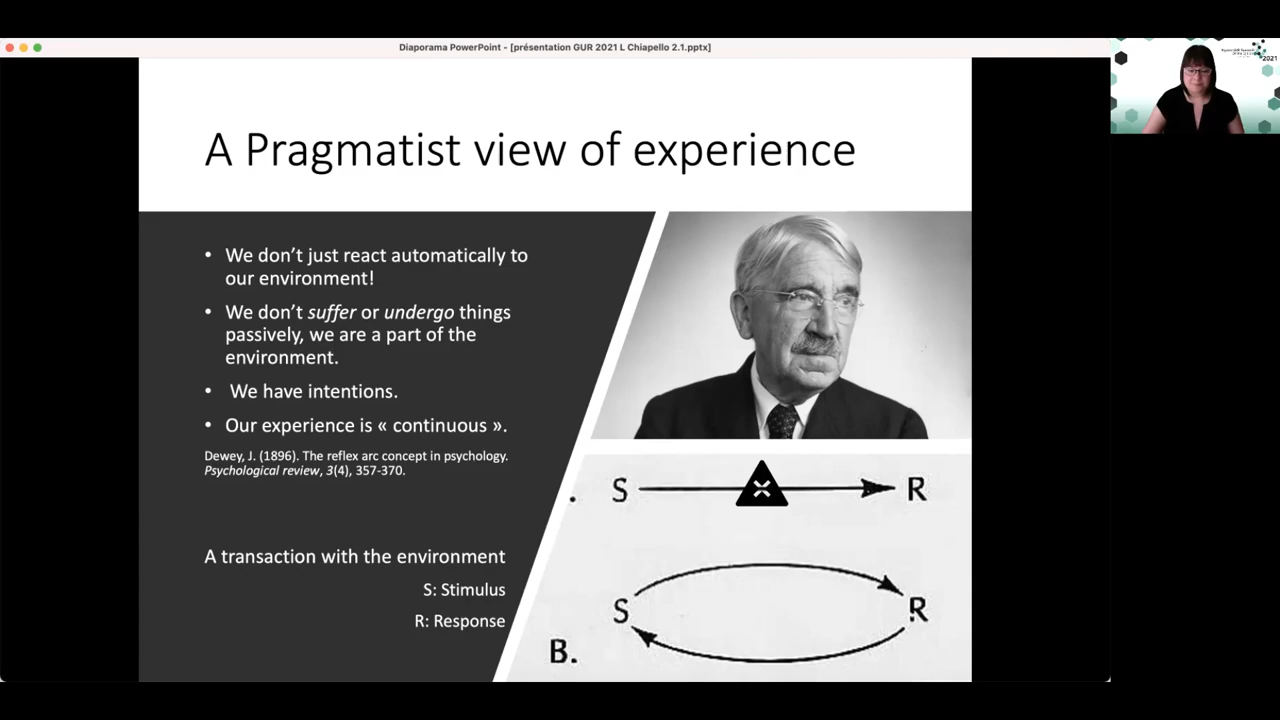 Diaporama PowerPoint - [présentation GUR 2021 L Chiapello 2.1.pptx]
2021
A Pragmatist view of experience
• We don't just react automatically to
our environment!
• We don't suffer or undergo things
passively, we are a part of the
environment.
• We have intentions.
• Our experience is « continuous ».
Dewey, J. (1896). The reflex arc concept in psychology.
Psychological review, 3(4), 357-370.
A transaction with the environment
S: Stimulus
R: Response
. S R
S R
B.